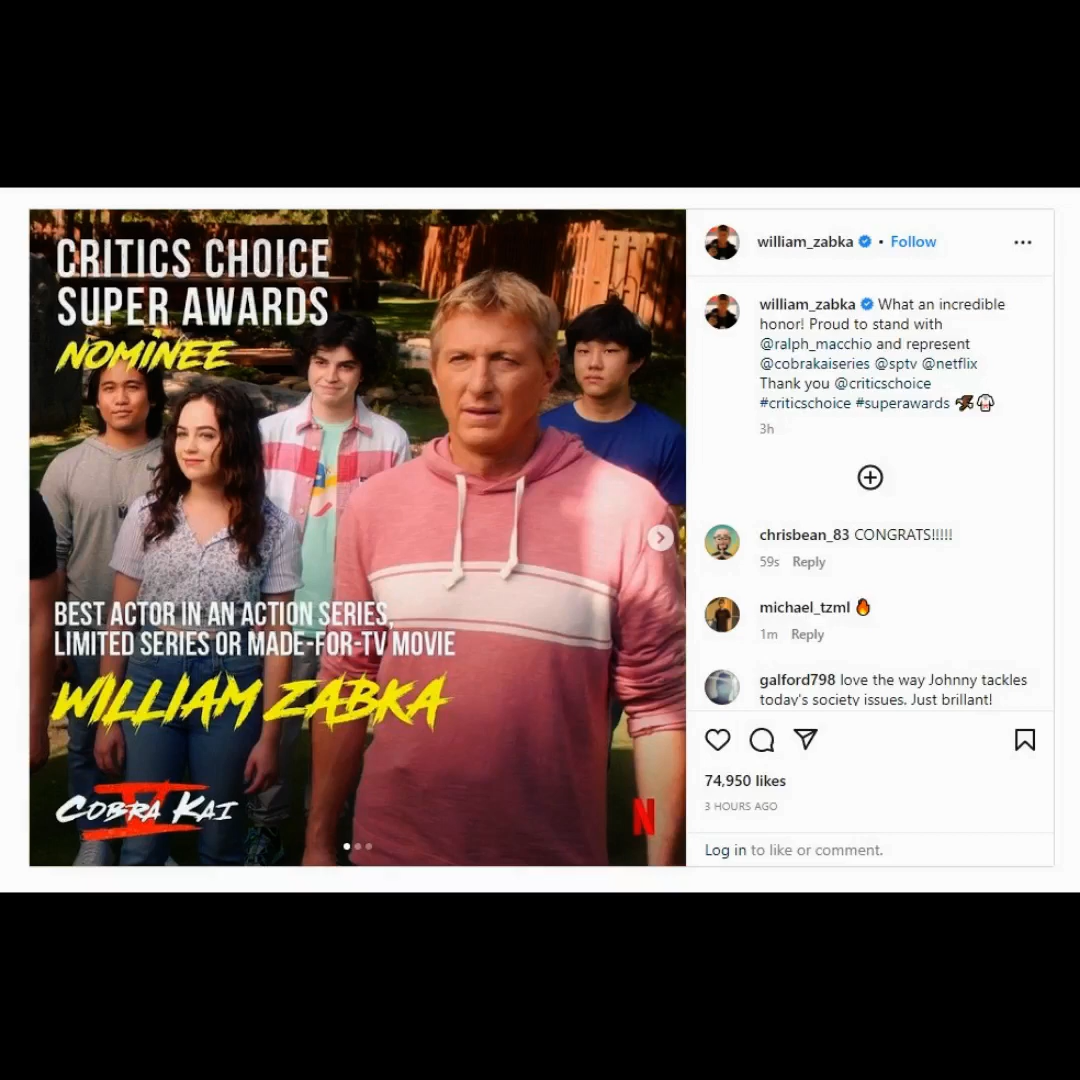 CRITICS CHOICE
SUPER AWARDS
NOMINEE
BEST ACTOR IN AN ACTION SERIES,
LIMITED SERIES OR MADE-FOR-TV MOVIE
WILLIAM ZABKA
COBRA KAI
V
N
william_zabka • Follow
william_zabka What an incredible
honor! Proud to stand with
@ralph_macchio and represent
@cobrakaiseries @sptv @netflix
Thank you @criticschoice
#criticschoice #superawards
3h
chrisbean_83 CONGRATS!!!!!
59s Reply
michael_tzml 🔥
1m Reply
galford798 love the way Johnny tackles
today's society issues. Just brillant!
74,950 likes
3 HOURS AGO
Log in to like or comment.